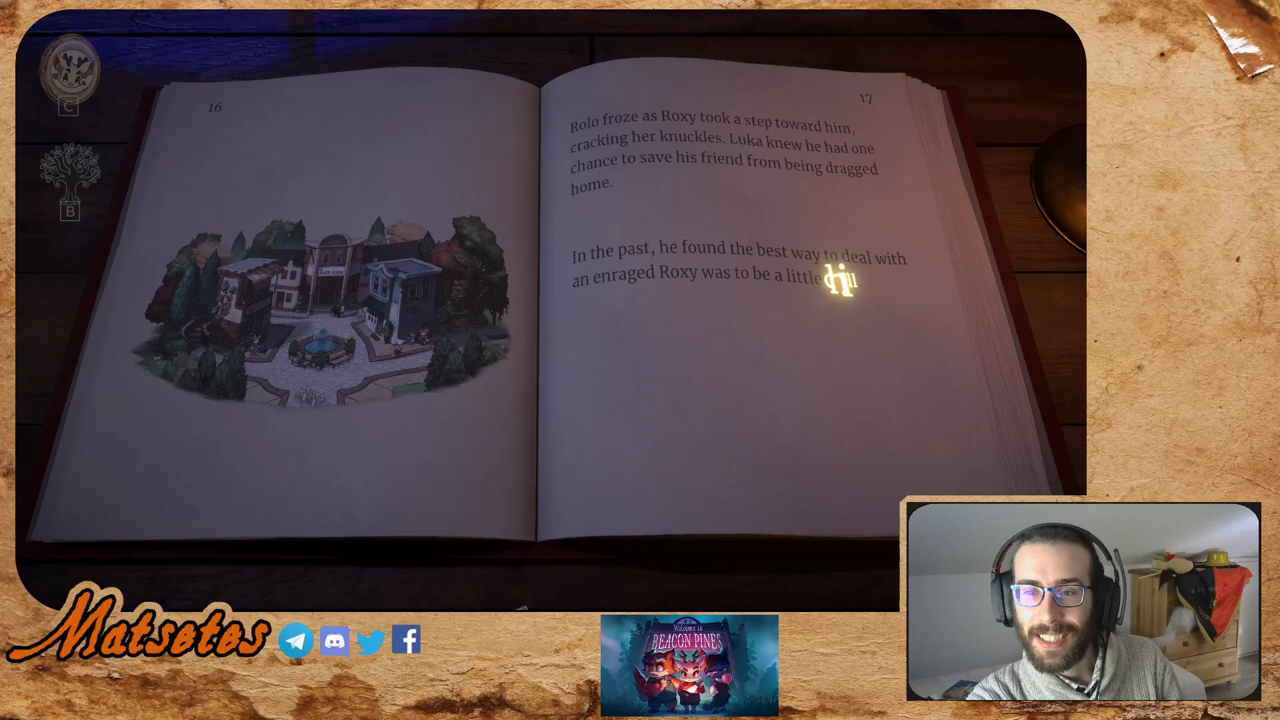 C
B
16
17
Rolo froze as Roxy took a step toward him,
cracking her knuckles. Luka knew he had one
chance to save his friend from being dragged
home.
In the past, he found the best way to deal with
an enraged Roxy was to be a little
Matsetes
Welcome to
BEACON PINES